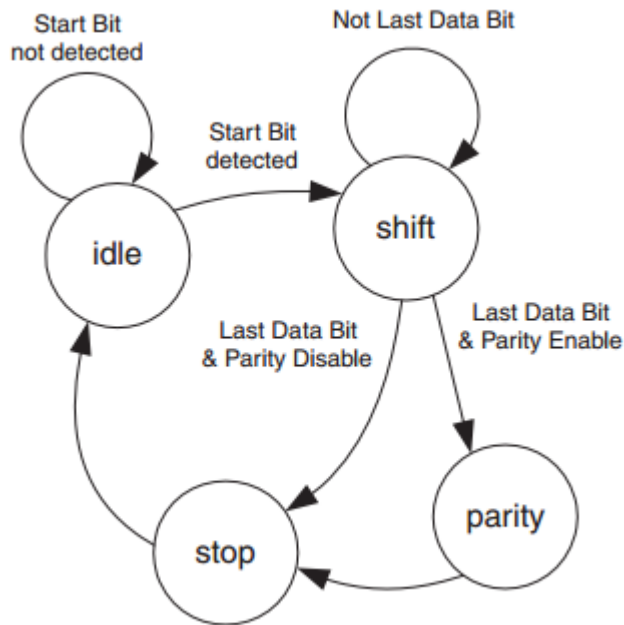 Start Bit
not detected
Not Last Data Bit
Start Bit
detected
idle
shift
Last Data Bit
& Parity Disable
Last Data Bit
& Parity Enable
stop
parity